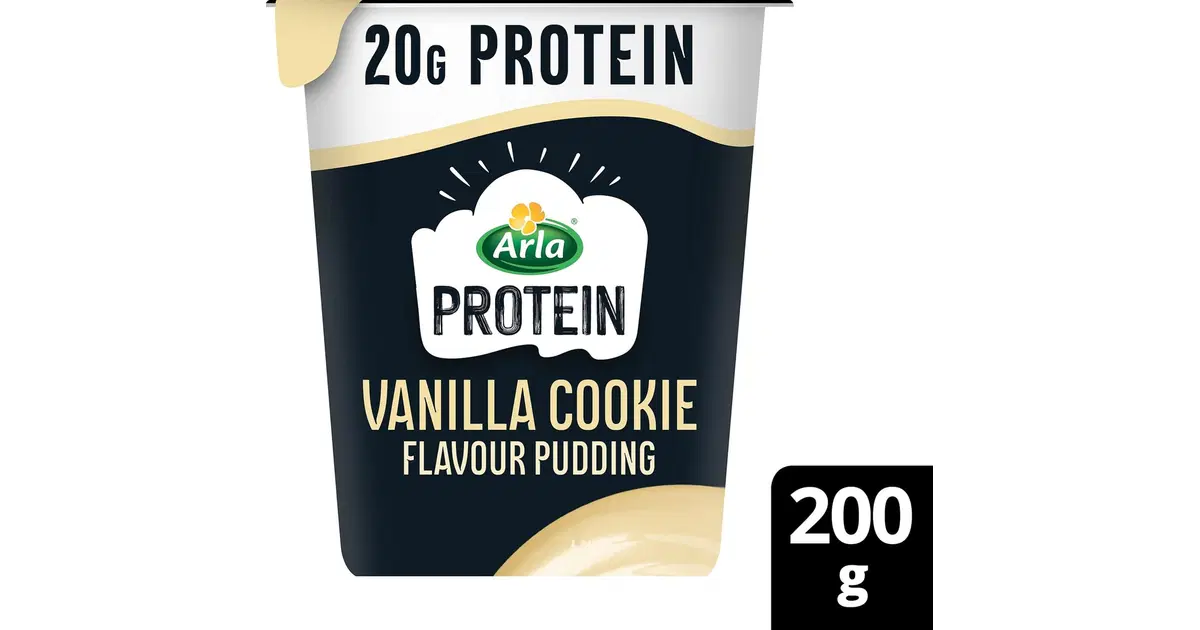 20G PROTEIN
Arla®
PROTEIN
VANILLA COOKIE
FLAVOUR PUDDING
200
g